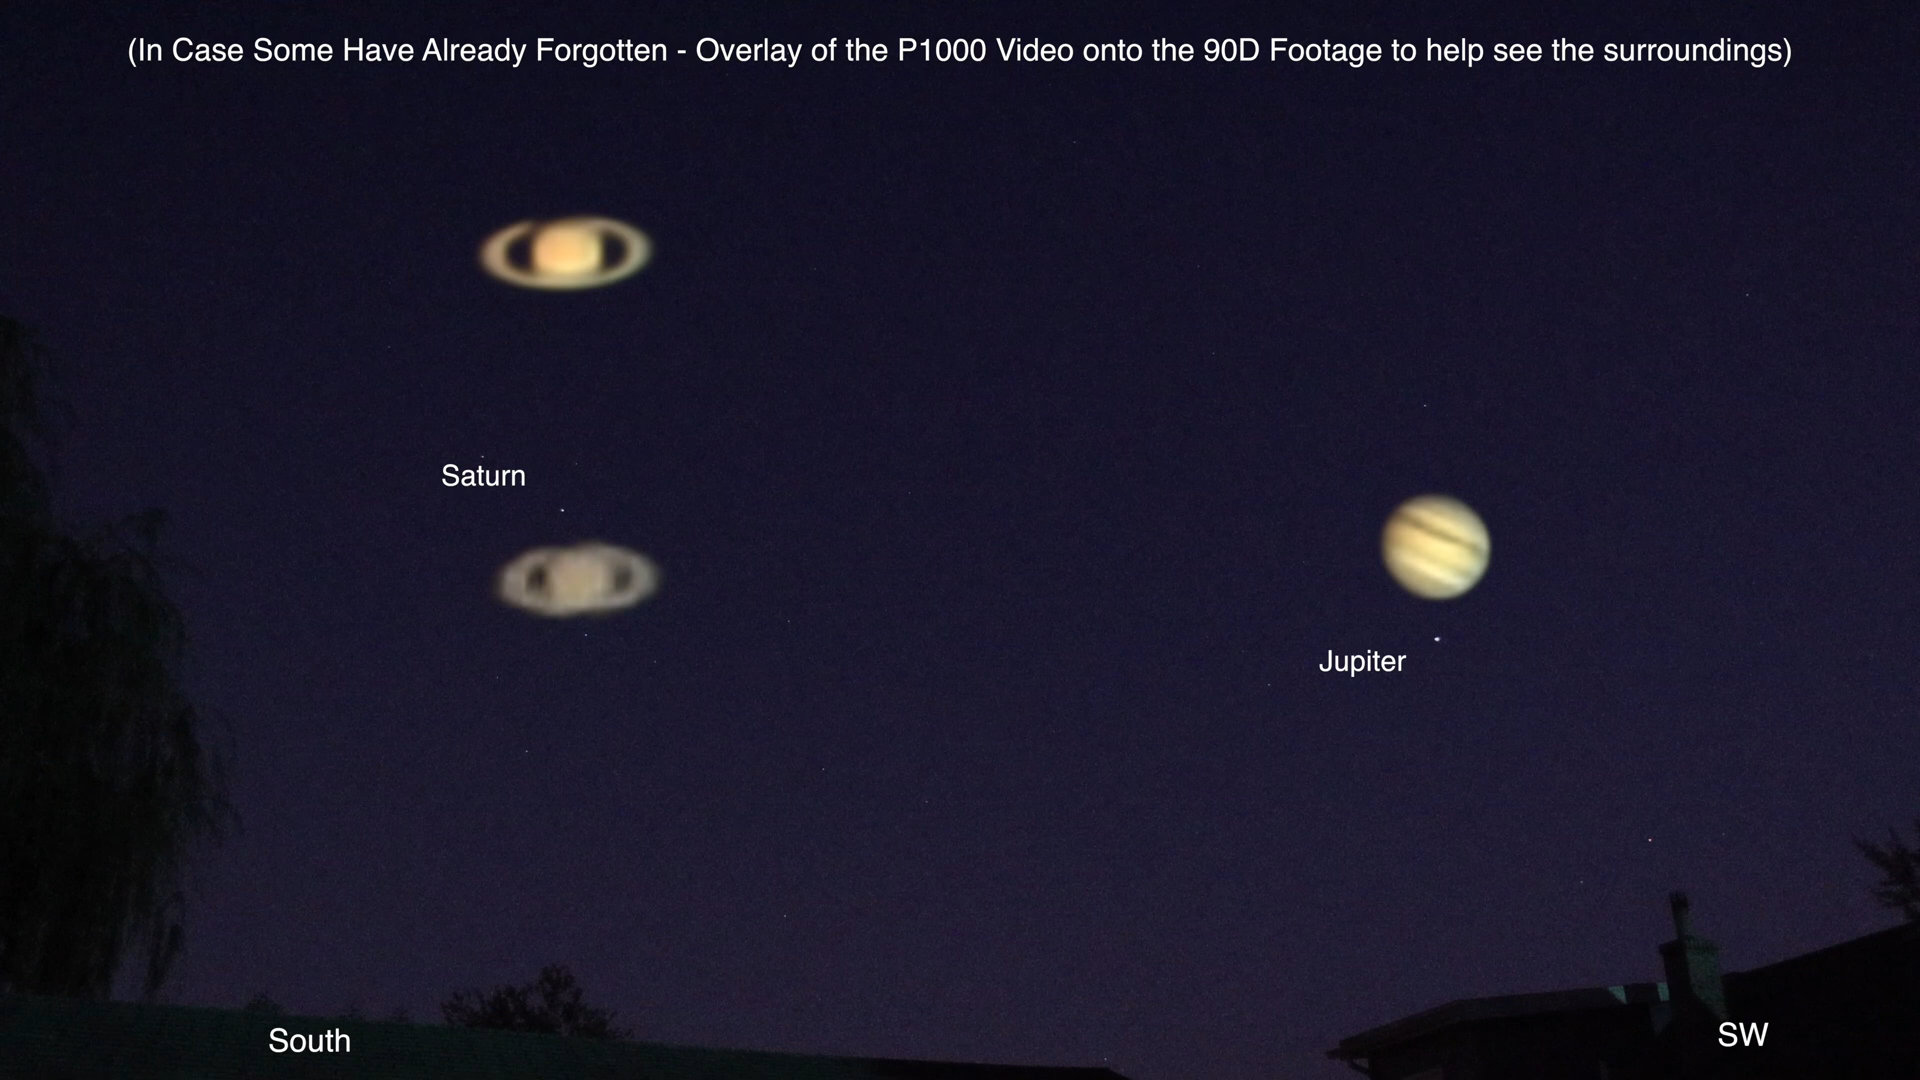 (In Case Some Have Already Forgotten - Overlay of the P1000 Video onto the 90D Footage to help see the surroundings)
Saturn
Jupiter
South
SW